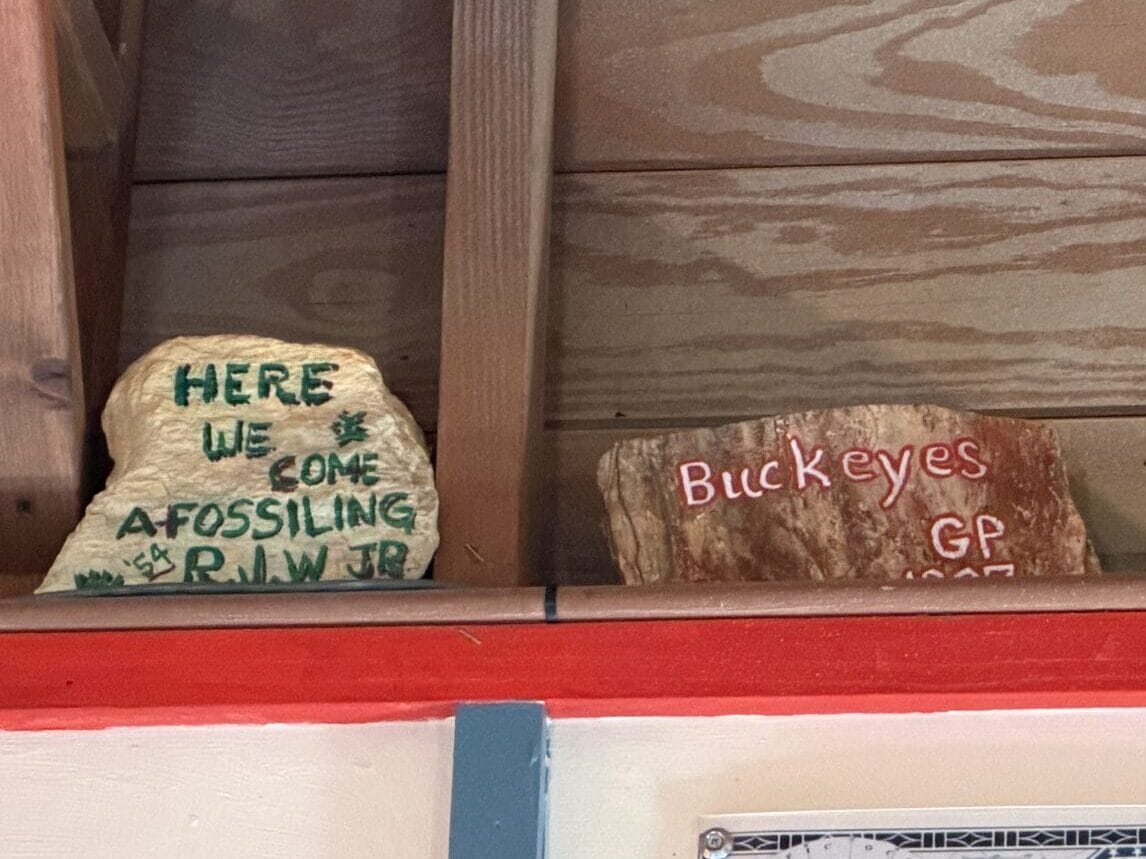 HERE
WE
COME
A-FOSSILING
'54 R.J.W JR
Buckeyes
GP